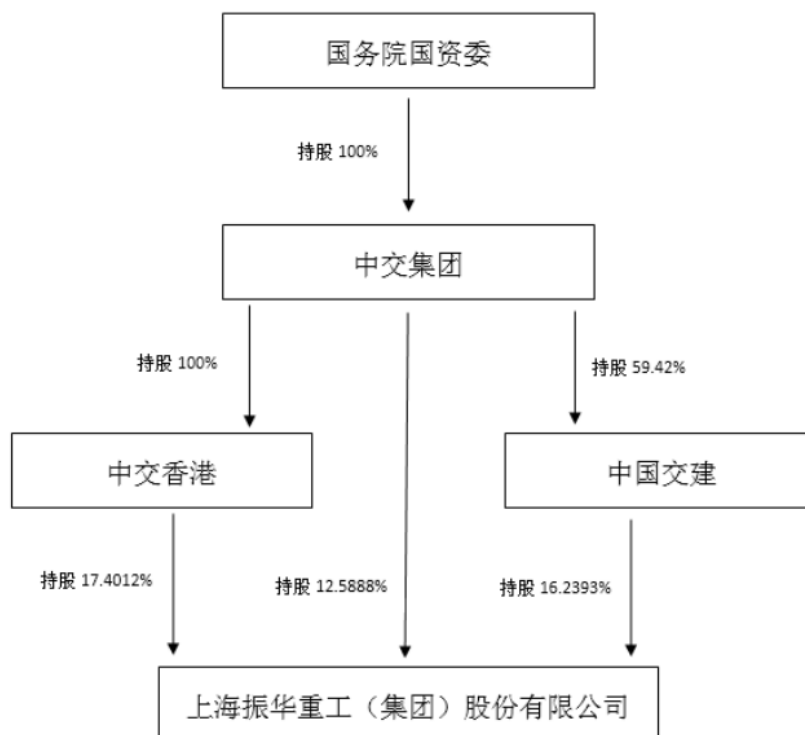 国务院国资委
持股 100%
中交集团
持股 100%
持股 59.42%
中交香港
中国交建
持股 17.4012%
持股 12.5888%
持股 16.2393%
上海振华重工（集团）股份有限公司